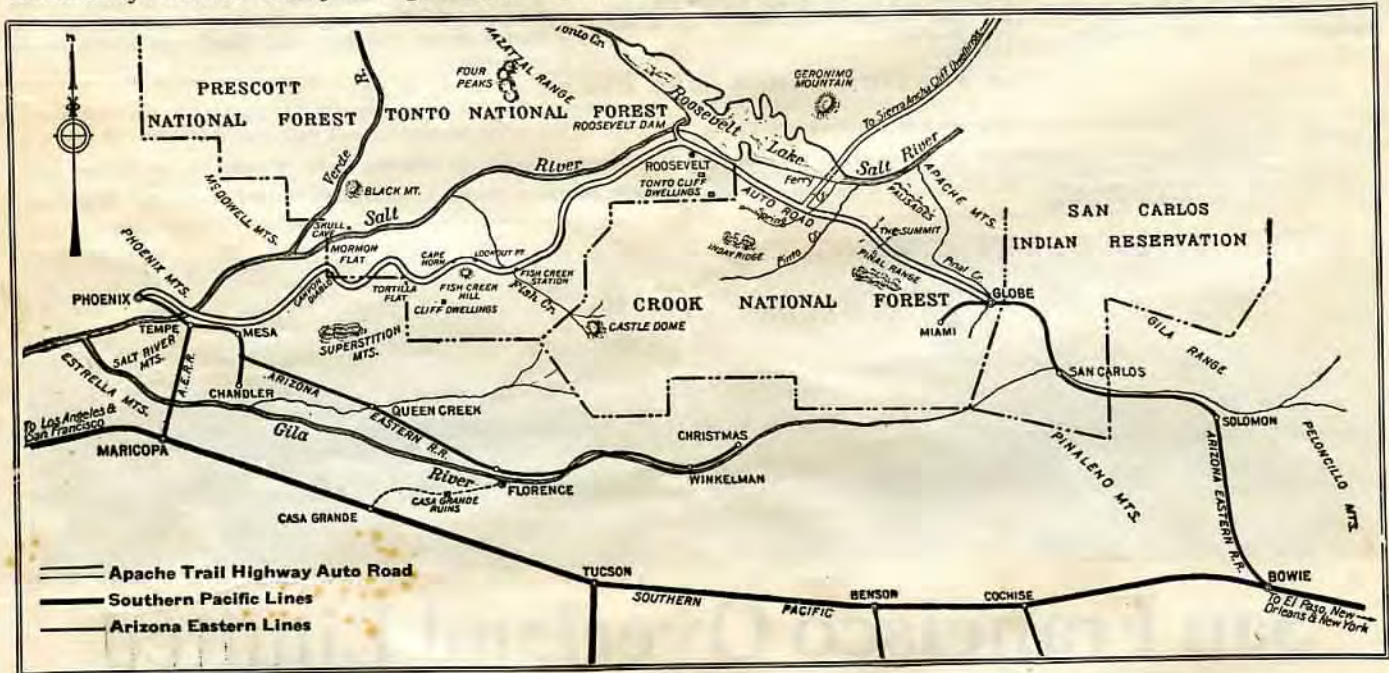 N
PRESCOTT
NATIONAL FOREST
Verde
R.
FOUR
PEAKS
MAZATZAL RANGE
TONTO NATIONAL FOREST
Tonto Cr.
ROOSEVELT DAM
Roosevelt
Lake
GERONIMO
MOUNTAIN
To Sierra Ancha Cliff Dwellings
MCDOWELL MTS.
BLACK MT.
Salt
River
ROOSEVELT
TONTO CLIFF
DWELLINGS
Ferry
Salt River
APACHE MTS.
SAN CARLOS
INDIAN RESERVATION
SKULL
CAVE
MORMON
FLAT
PHOENIX MTS.
AUTO ROAD
Spring
PALISADES
THE SUMMIT
PHOENIX
CANYON
DIABLO
TORTILLA
FLAT
CAPE
HORN
LOOKOUT PT.
FISH CREEK
HILL
CLIFF DWELLINGS
FISH CREEK
STATION
Fish Cr.
INDAY RIDGE
Pinto
Cr.
PINAL RANGE
Pinal Cr.
CROOK NATIONAL FOREST
CASTLE DOME
GLOBE
MIAMI
TEMPE
MESA
SALT RIVER
MTS.
ESTRELLA MTS.
A.E.R.R.
SUPERSTITION
MTS.
GILA
RANGE
CHANDLER
ARIZONA
EASTERN R.R.
QUEEN CREEK
SAN CARLOS
SOLOMON
To Los Angeles &
San Francisco
MARICOPA
Gila
River
CHRISTMAS
WINKELMAN
FLORENCE
CASA GRANDE
RUINS
CASA GRANDE
PINALENO MTS.
ARIZONA EASTERN R.R.
PELONCILLO MTS.
TUCSON
SOUTHERN
PACIFIC
BENSON
COCHISE
BOWIE
To El Paso, New
Orleans & New York
Apache Trail Highway Auto Road
Southern Pacific Lines
Arizona Eastern Lines